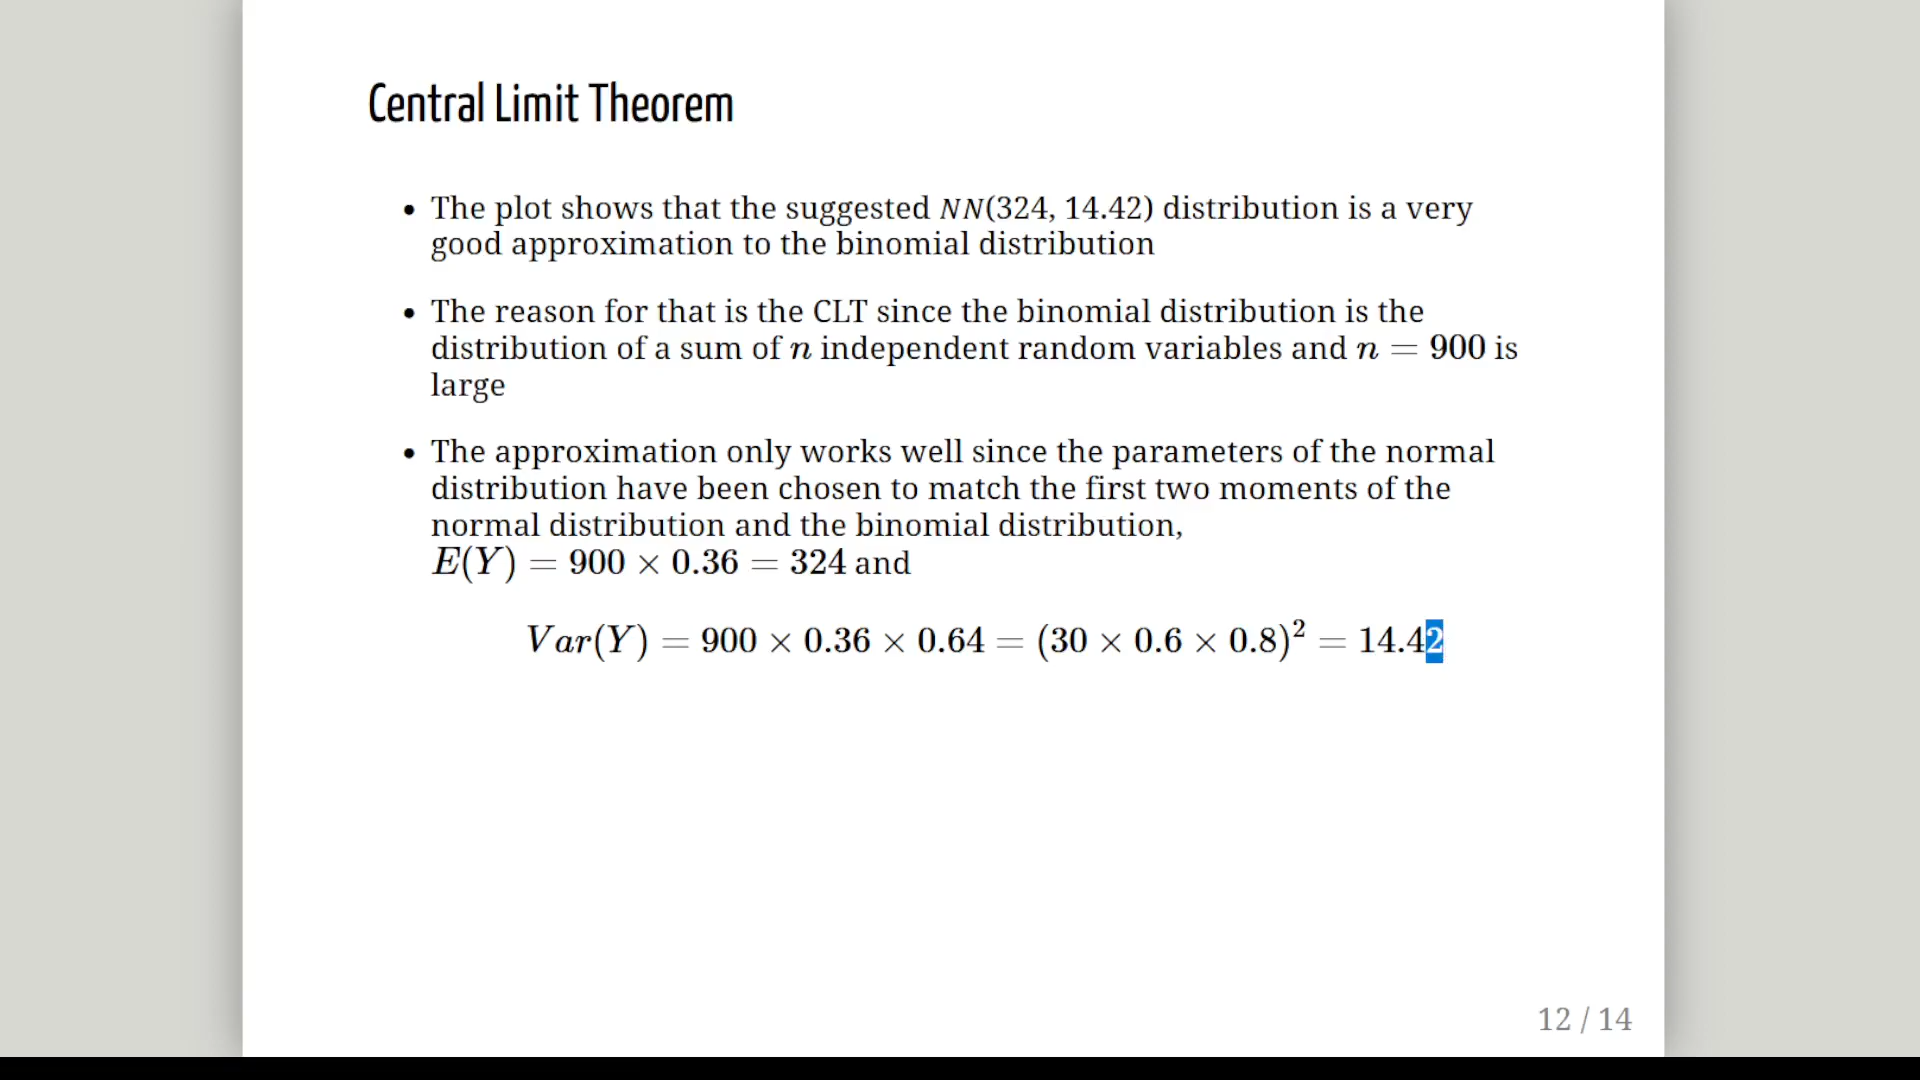 Central Limit Theorem
• The plot shows that the suggested NN(324, 14.42) distribution is a very
good approximation to the binomial distribution
• The reason for that is the CLT since the binomial distribution is the
distribution of a sum of n independent random variables and n = 900 is
large
• The approximation only works well since the parameters of the normal
distribution have been chosen to match the first two moments of the
normal distribution and the binomial distribution,
E(Y) = 900 × 0.36 = 324 and
Var(Y) = 900 × 0.36 × 0.64 = (30 × 0.6 × 0.8)² = 14.42
12 / 14